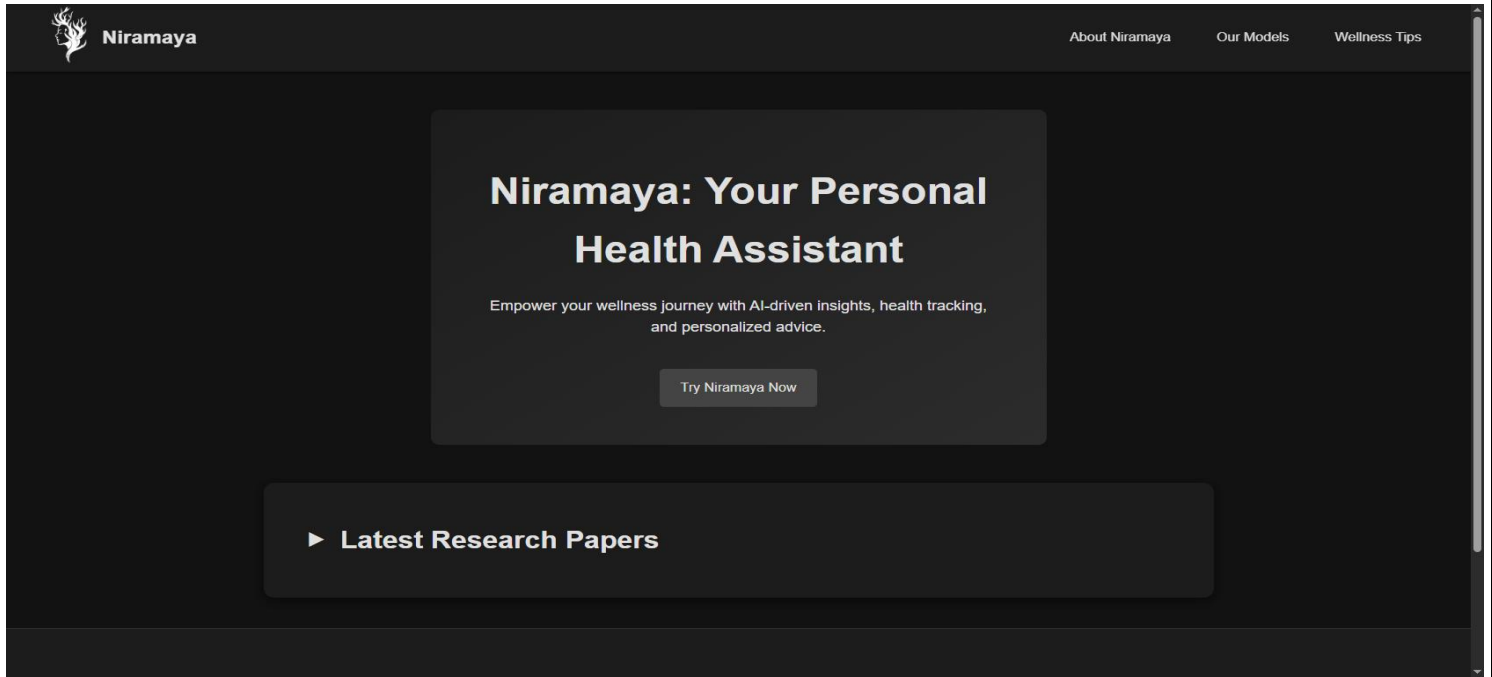 Niramaya
About Niramaya
Our Models
Wellness Tips
Niramaya: Your Personal
Health Assistant
Empower your wellness journey with AI-driven insights, health tracking,
and personalized advice.
Try Niramaya Now
Latest Research Papers